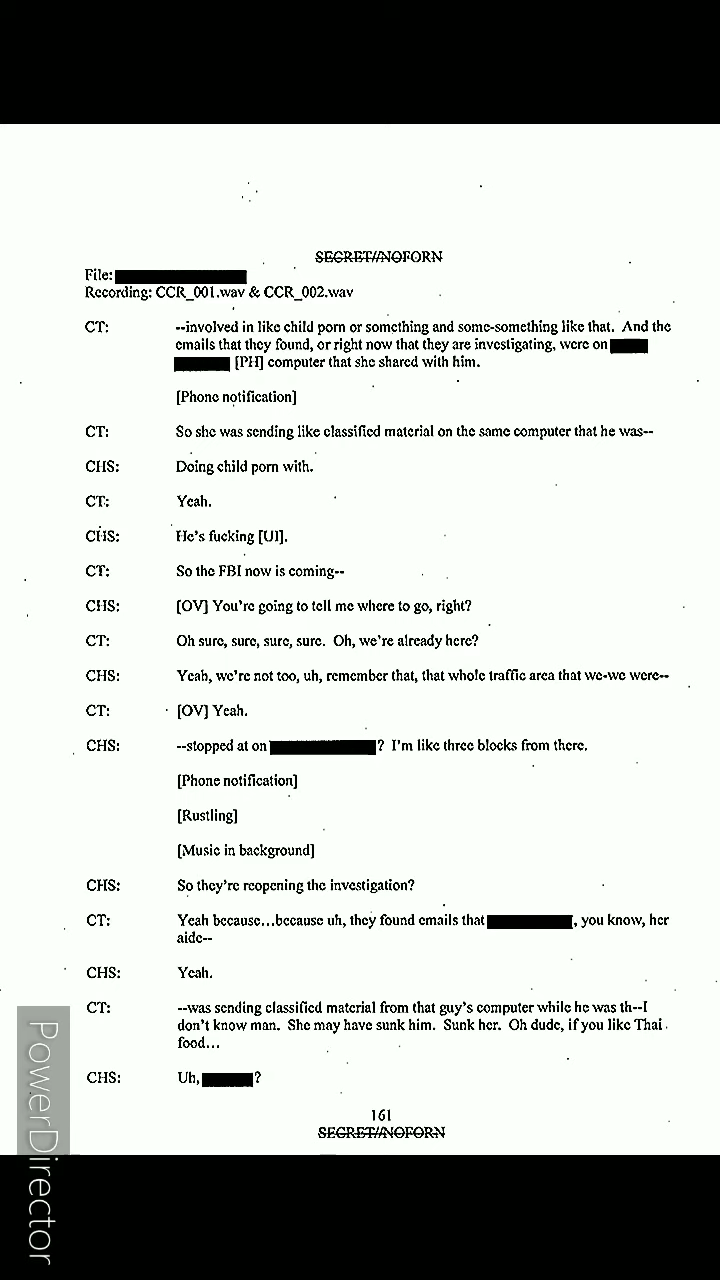 SECRET//NOFORN
File:
Recording: CCR_001.wav & CCR_002.wav
CT: --involved in like child porn or something and some-something like that. And the
emails that they found, or right now that they are investigating, were on
[PH] computer that she shared with him.
[Phone notification]
CT: So she was sending like classified material on the same computer that he was--
CHS: Doing child porn with.
CT: Yeah.
CHS: He's fucking [UI].
CT: So the FBI now is coming--
CHS: [OV] You're going to tell me where to go, right?
CT: Oh sure, sure, sure, sure. Oh, we're already here?
CHS: Yeah, we're not too, uh, remember that, that whole traffic area that we-we were--
CT: [OV] Yeah.
CHS: --stopped at on ? I'm like three blocks from there.
[Phone notification]
[Rustling]
[Music in background]
CHS: So they're reopening the investigation?
CT: Yeah because...because uh, they found emails that , you know, her
aide--
CHS: Yeah.
CT: --was sending classified material from that guy's computer while he was th--I
don't know man. She may have sunk him. Sunk her. Oh dude, if you like Thai
food...
CHS: Uh, ?
161
SECRET//NOFORN
PowerDirector